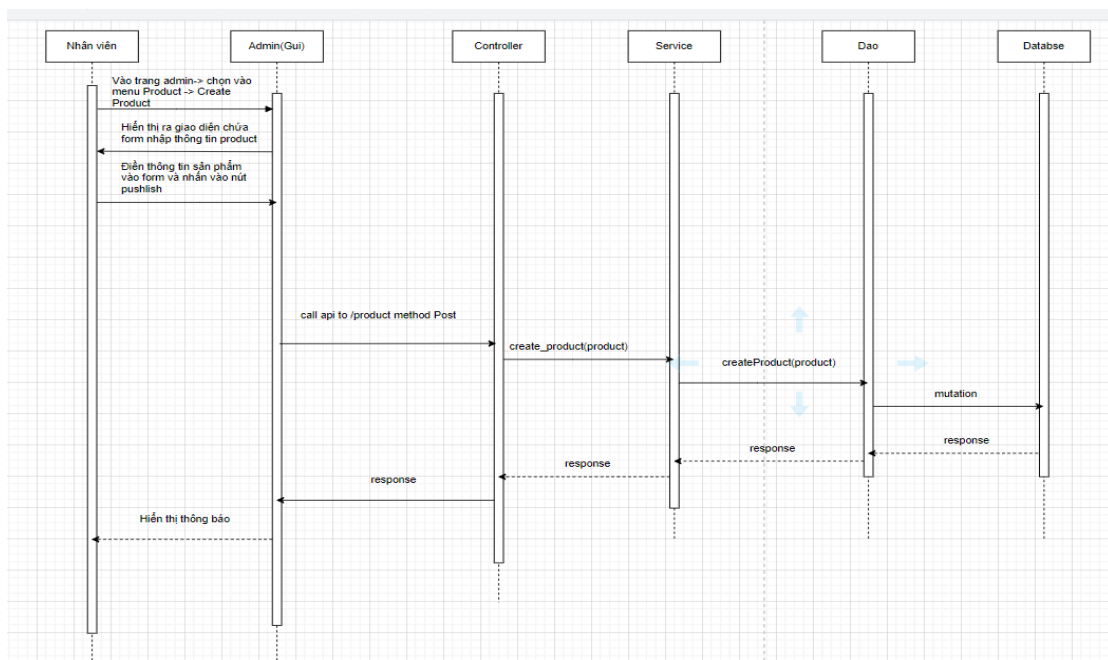 Nhân viên
Admin(Gui)
Controller
Service
Dao
Databse
Vào trang admin-> chọn vào
menu Product -> Create
Product
Hiển thị ra giao diện chứa
form nhập thông tin product
Điền thông tin sản phẩm
vào form và nhấn vào nút
pushlish
call api to /product method Post
create_product(product)
createProduct(product)
mutation
response
response
response
response
Hiển thị thông báo